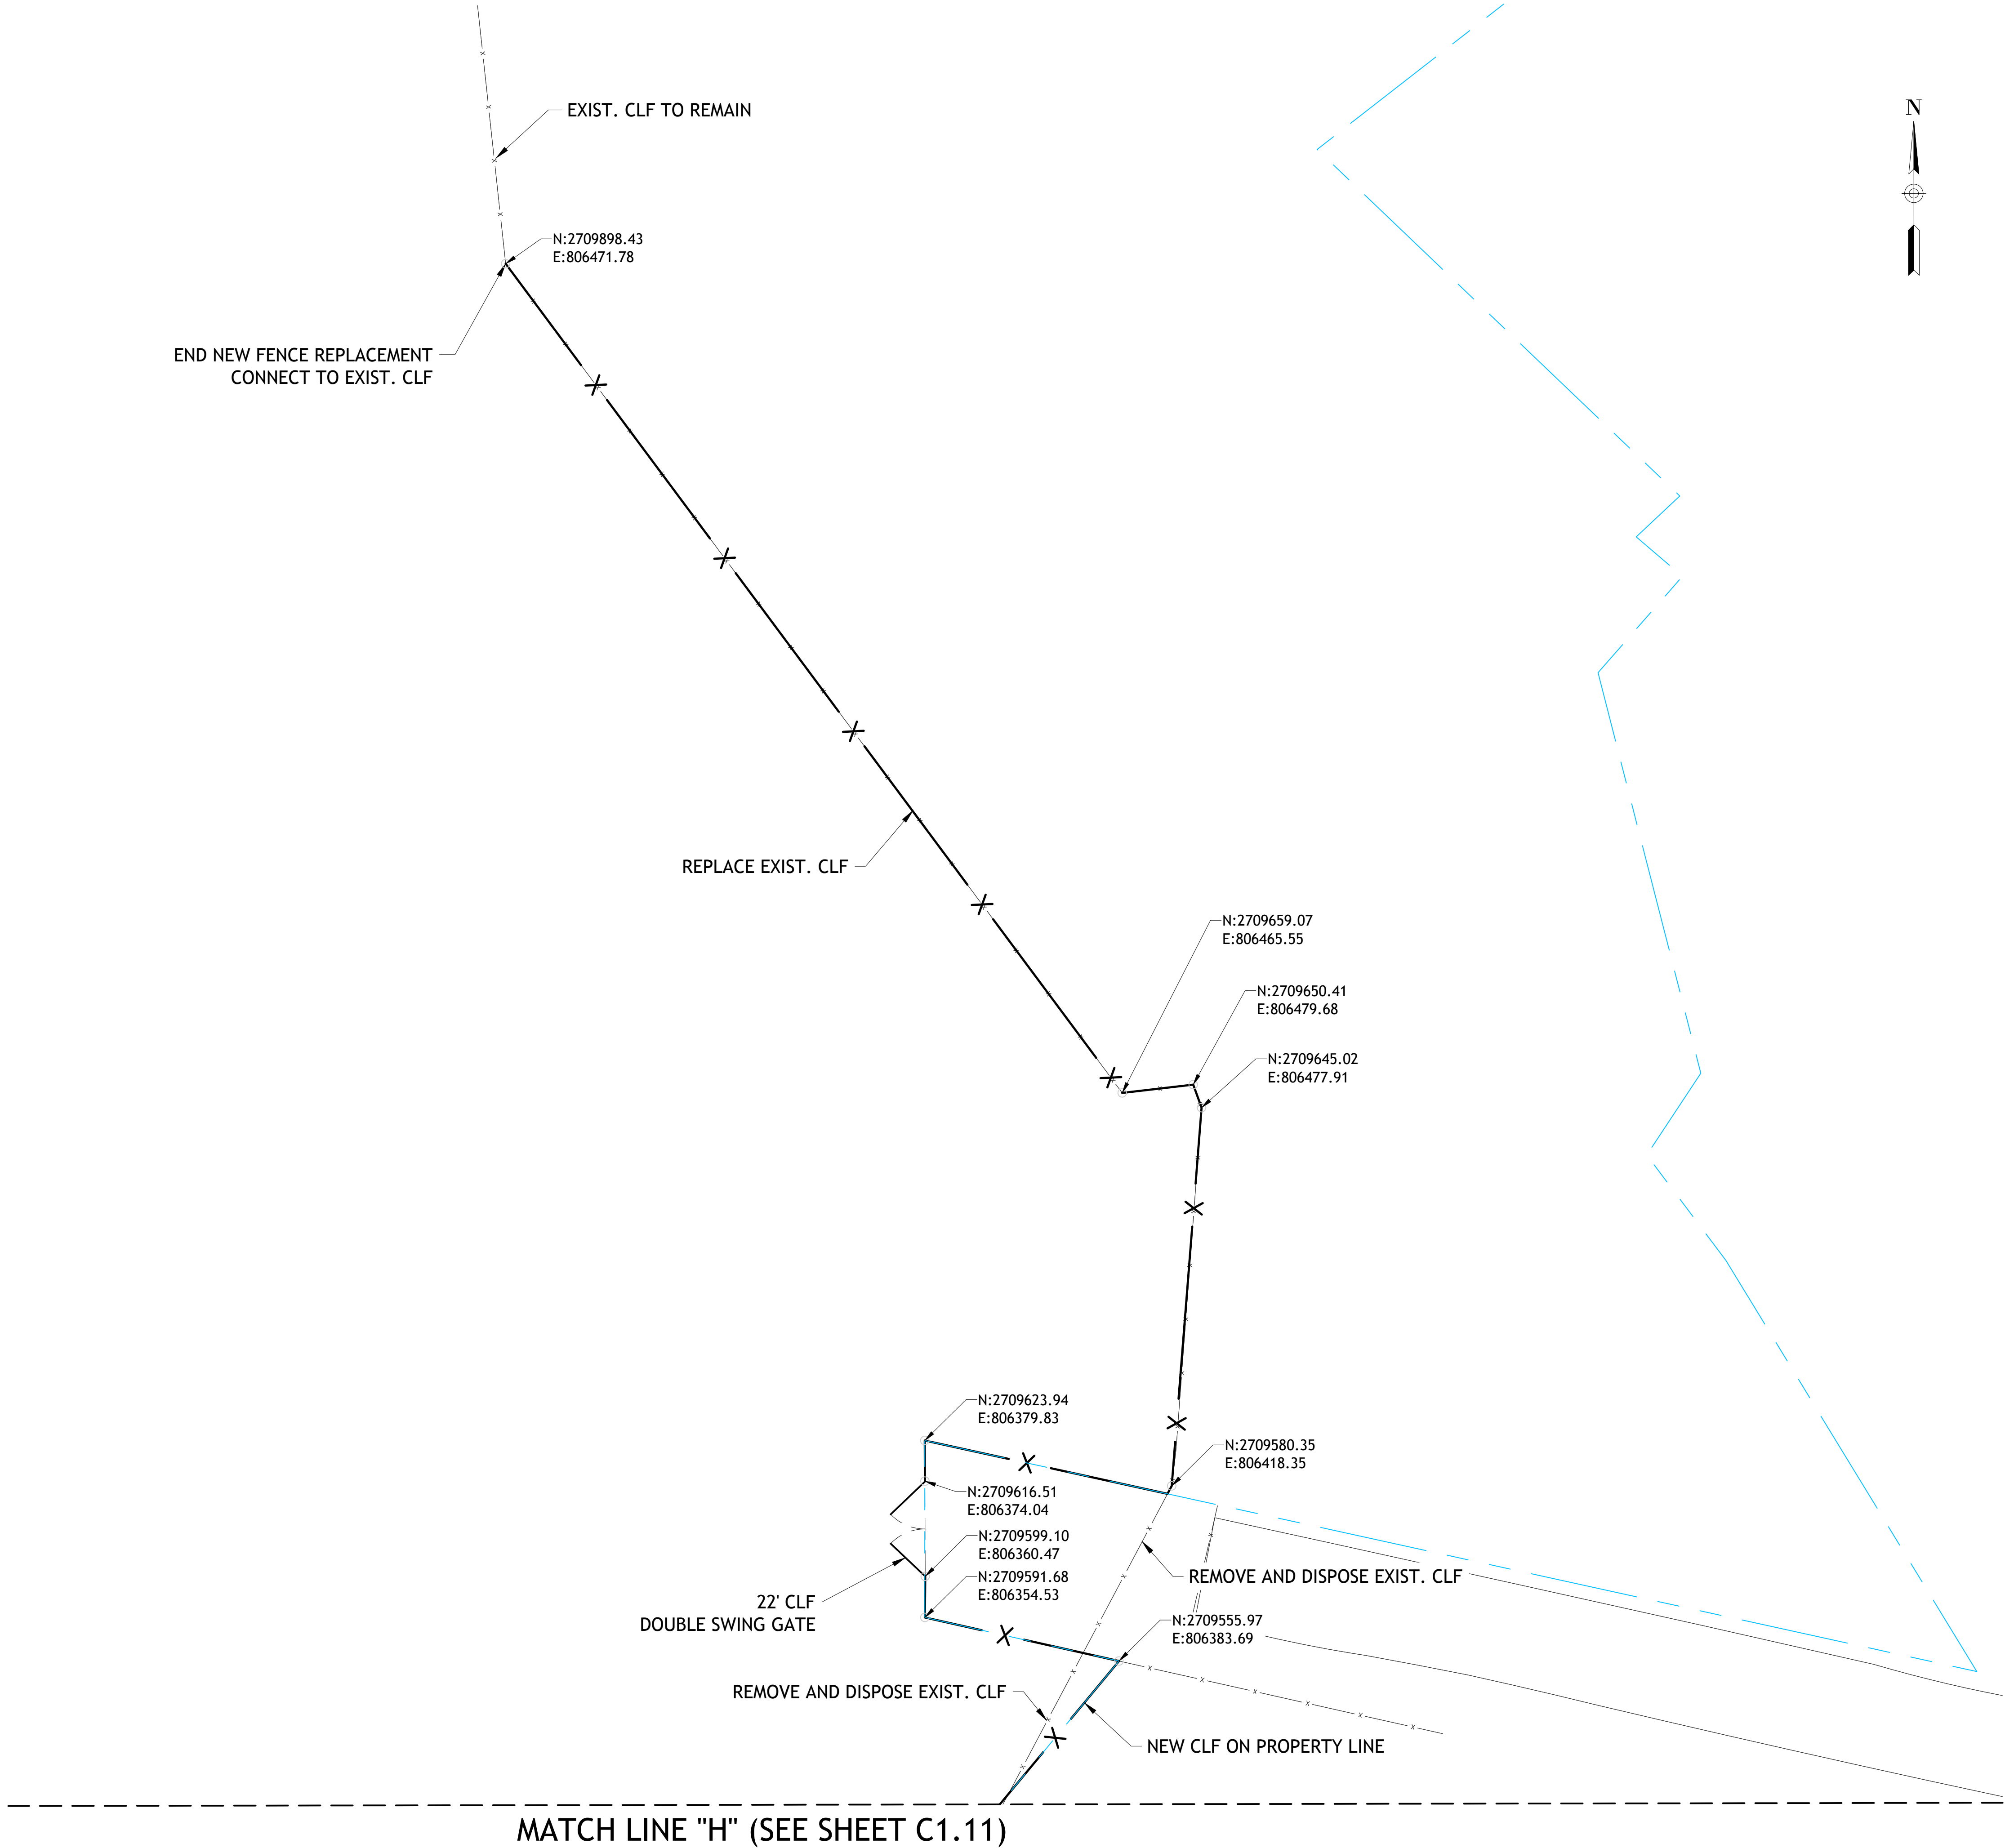 EXIST. CLF TO REMAIN
N
N:2709898.43
E:806471.78
END NEW FENCE REPLACEMENT
CONNECT TO EXIST. CLF
REPLACE EXIST. CLF
N:2709659.07
E:806465.55
N:2709650.41
E:806479.68
N:2709645.02
E:806477.91
N:2709623.94
E:806379.83
N:2709580.35
E:806418.35
N:2709616.51
E:806374.04
N:2709599.10
E:806360.47
N:2709591.68
E:806354.53
REMOVE AND DISPOSE EXIST. CLF
22' CLF
DOUBLE SWING GATE
N:2709555.97
E:806383.69
REMOVE AND DISPOSE EXIST. CLF
NEW CLF ON PROPERTY LINE
MATCH LINE "H" (SEE SHEET C1.11)